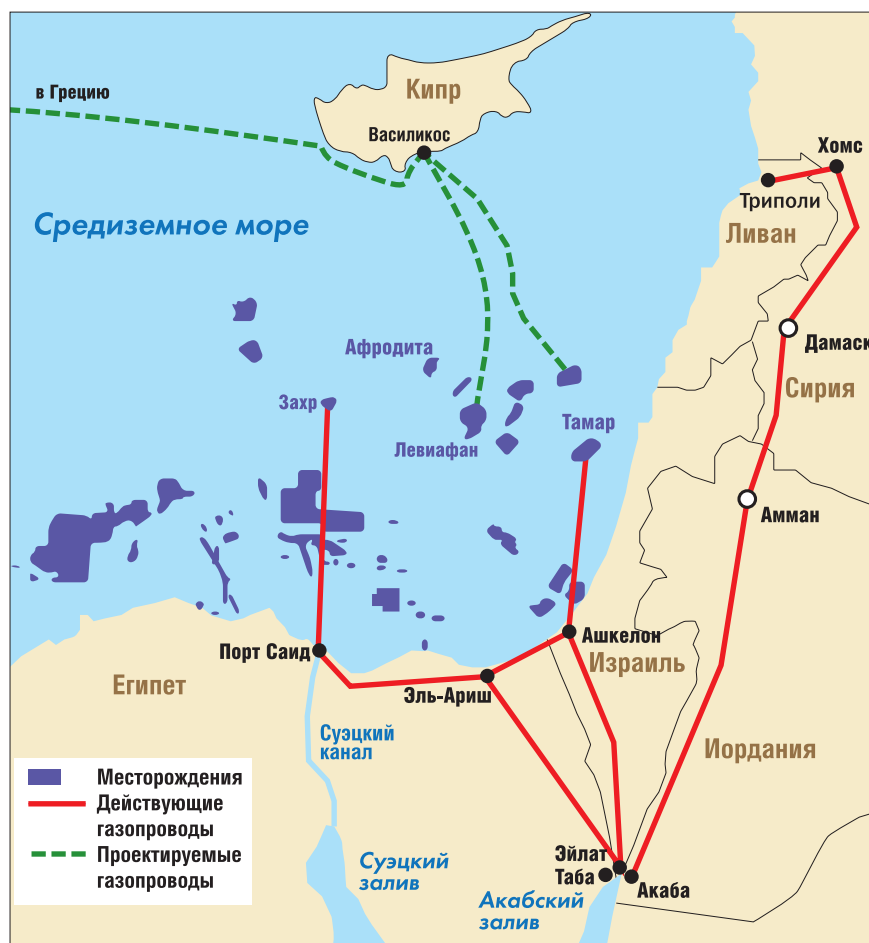 Кипр
в Грецию
Василикос
Хомс
Триполи
Средиземное море
Ливан
Дамаск
Афродита
Сирия
Захр
Тамар
Левиафан
Амман
Ашкелон
Порт Саид
Израиль
Египет
Эль-Ариш
Суэцкий
канал
Иордания
Месторождения
Действующие
газопроводы
Проектируемые
газопроводы
Суэцкий
залив
Эйлат
Таба
Акаба
Акабский
залив